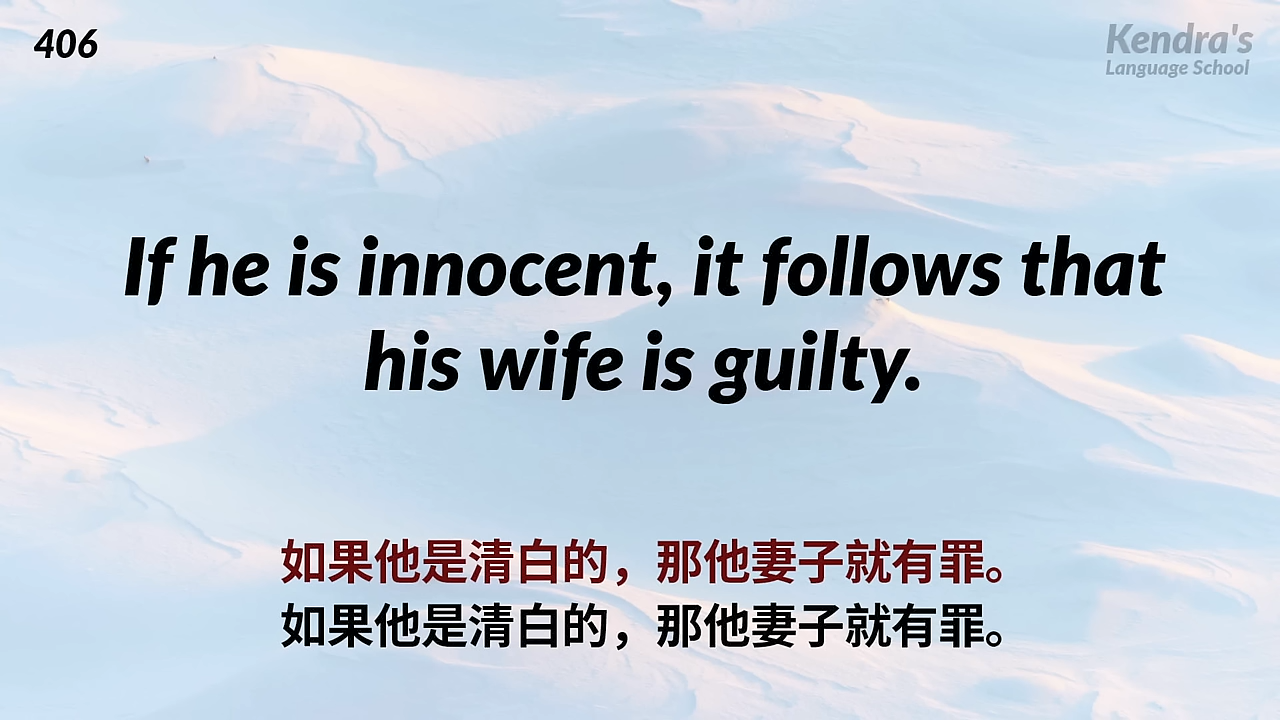 406
Kendra's
Language School
If he is innocent, it follows that
his wife is guilty.
如果他是清白的，那他妻子就有罪。
如果他是清白的，那他妻子就有罪。